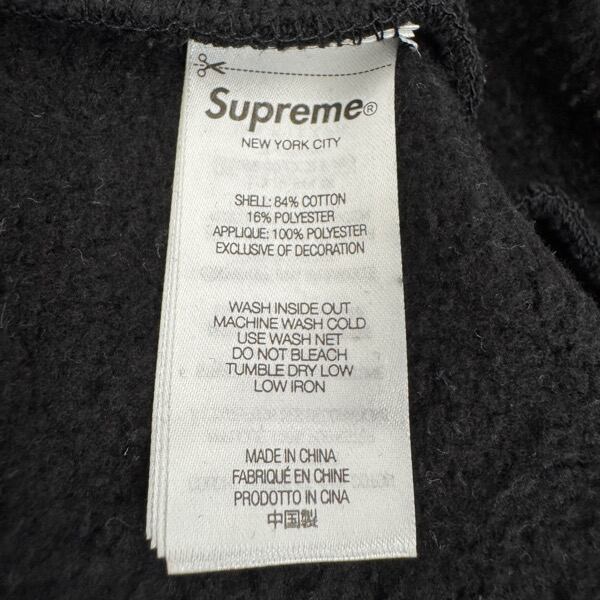 Supreme®
NEW YORK CITY
SHELL: 84% COTTON
16% POLYESTER
APPLIQUE: 100% POLYESTER
EXCLUSIVE OF DECORATION
WASH INSIDE OUT
MACHINE WASH COLD
USE WASH NET
DO NOT BLEACH
TUMBLE DRY LOW
LOW IRON
MADE IN CHINA
FABRIQUÉ EN CHINE
PRODOTTO IN CINA
中国製